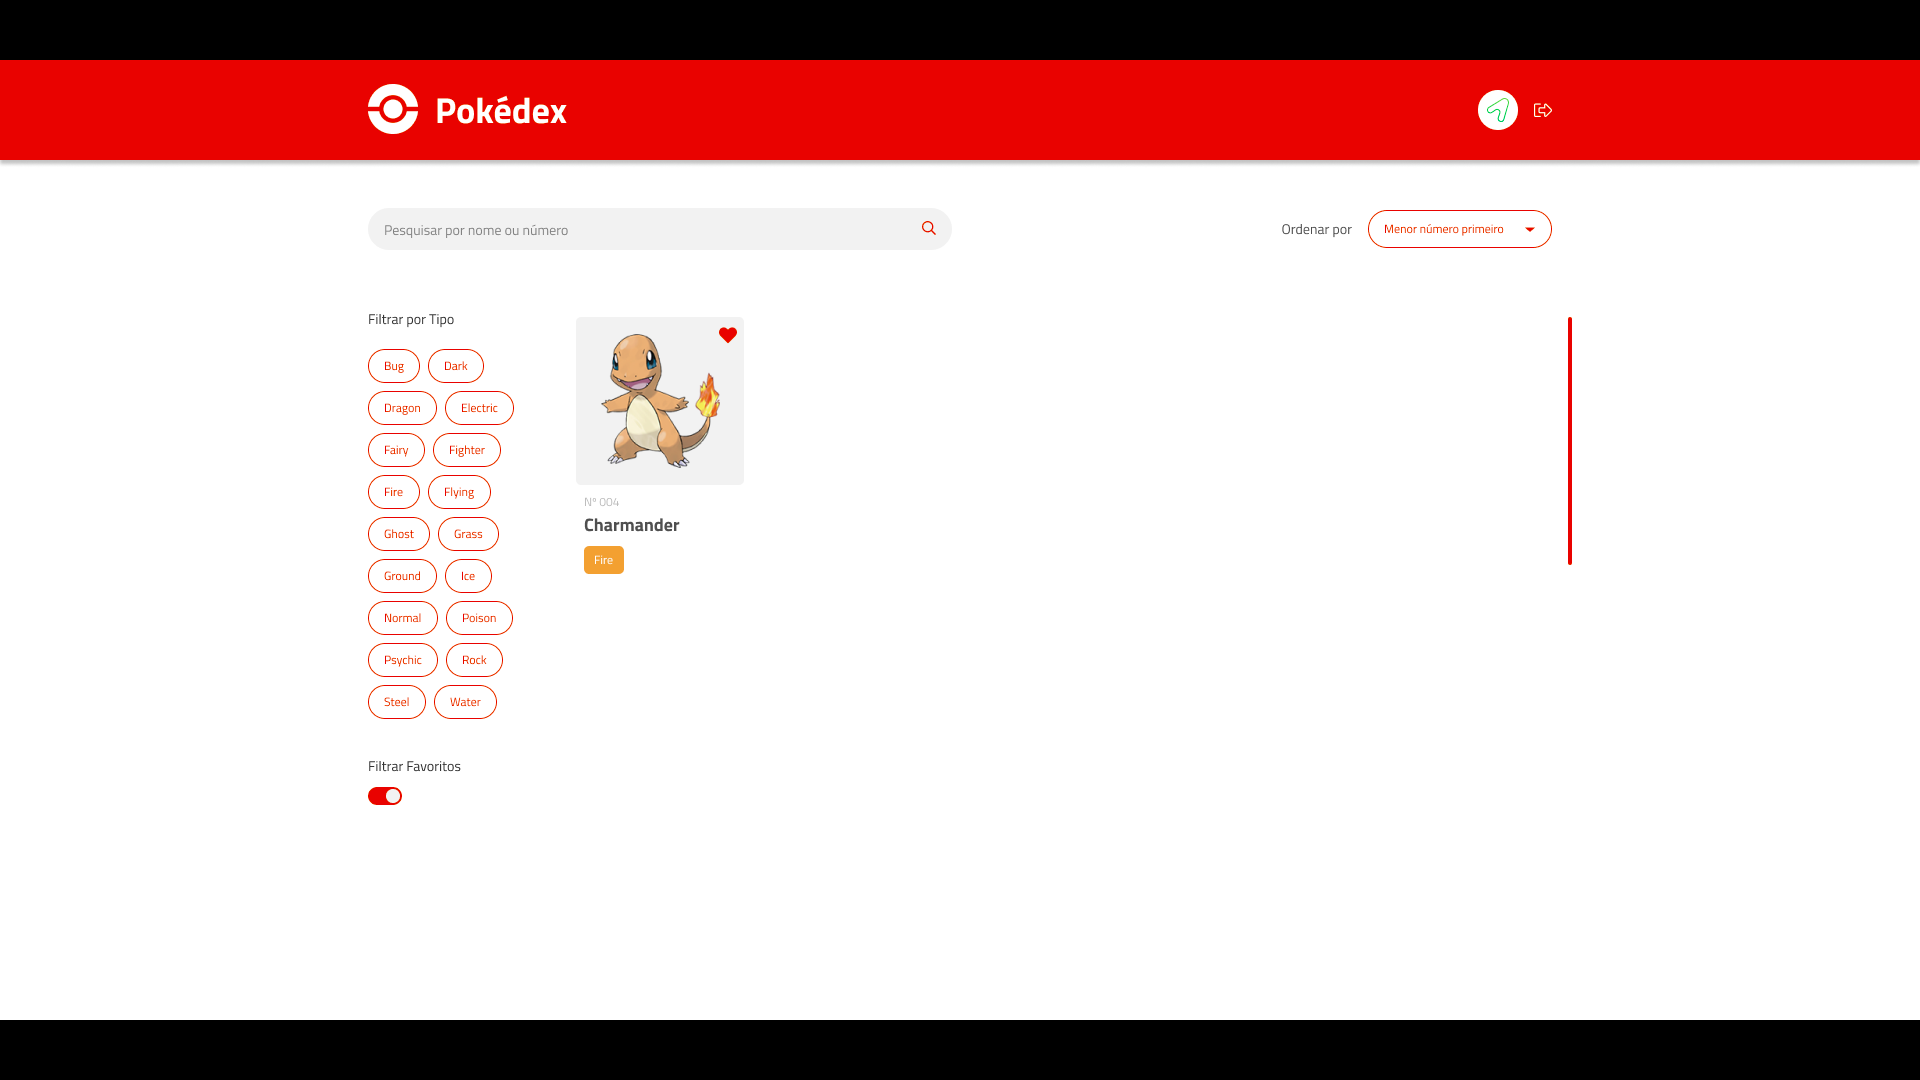 Pokédex
Pesquisar por nome ou número
Ordenar por
Menor número primeiro
Filtrar por Tipo
Bug Dark
Dragon Electric
Fairy Fighter
Fire Flying
Ghost Grass
Ground Ice
Normal Poison
Psychic Rock
Steel Water
Filtrar Favoritos
Nº 004
Charmander
Fire